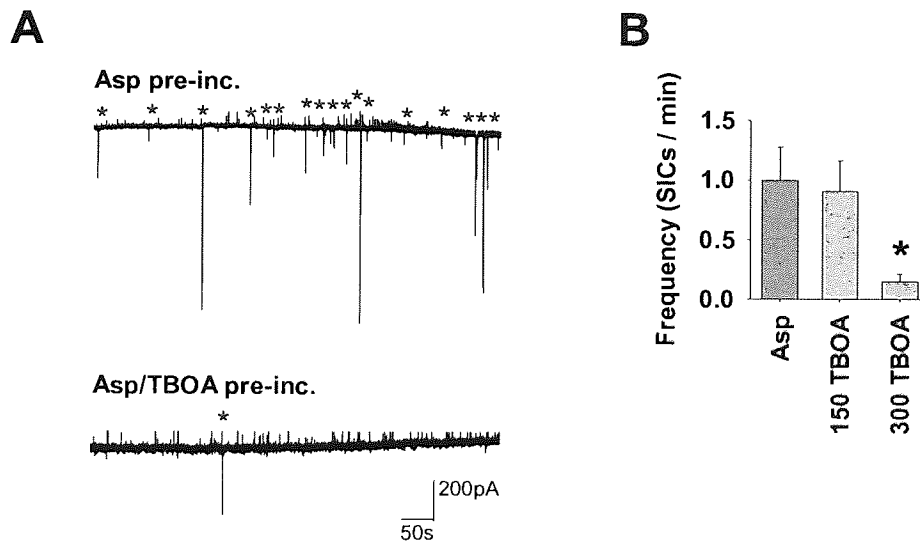 A
B
Asp pre-inc.
* * * * ** **** ** * * ***
Asp/TBOA pre-inc.
*
200pA
50s
Frequency (SICs / min)
1.5
1.0
0.5
0.0
*
Asp
150 TBOA
300 TBOA